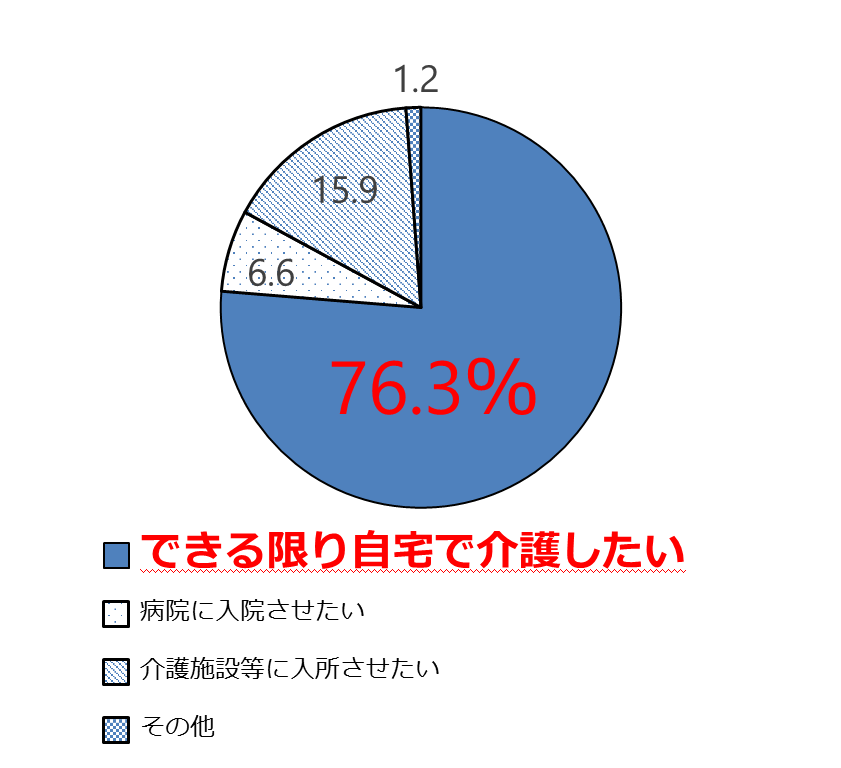 1.2
15.9
6.6
76.3%
できる限り自宅で介護したい
病院に入院させたい
介護施設等に入所させたい
その他